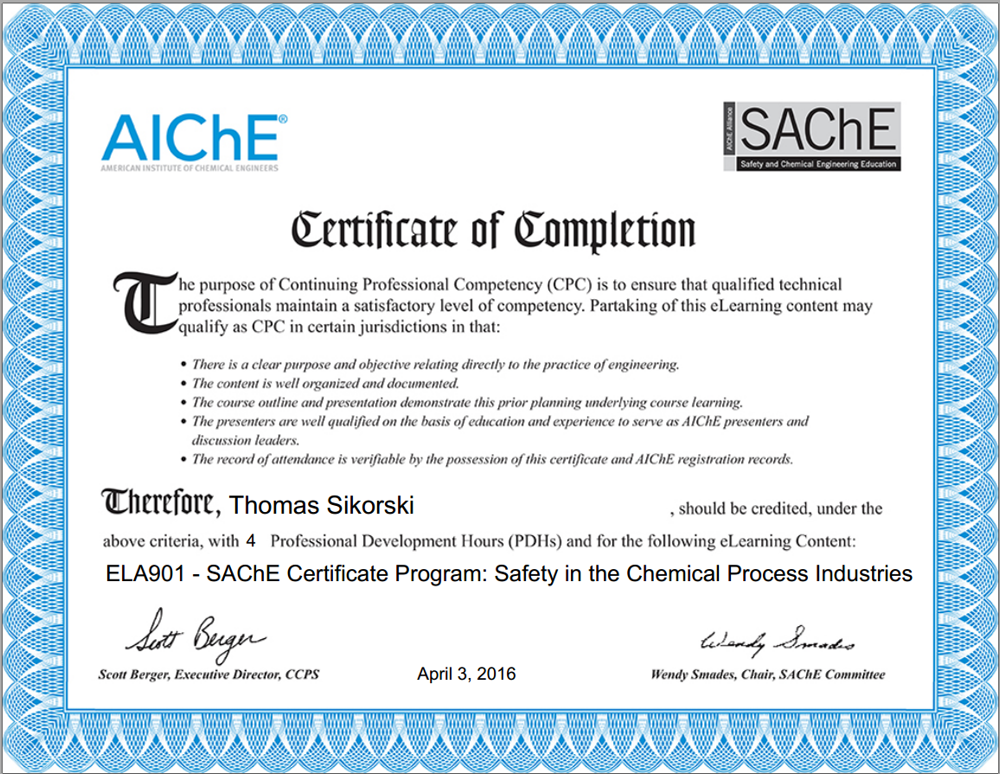 AIChE®
AMERICAN INSTITUTE OF CHEMICAL ENGINEERS
AIChE Alliance
SAChE
Safety and Chemical Engineering Education
Certificate of Completion
The purpose of Continuing Professional Competency (CPC) is to ensure that qualified technical
professionals maintain a satisfactory level of competency. Partaking of this eLearning content may
qualify as CPC in certain jurisdictions in that:
• There is a clear purpose and objective relating directly to the practice of engineering.
• The content is well organized and documented.
• The course outline and presentation demonstrate this prior planning underlying course learning.
• The presenters are well qualified on the basis of education and experience to serve as AIChE presenters and
discussion leaders.
• The record of attendance is verifiable by the possession of this certificate and AIChE registration records.
Therefore, Thomas Sikorski , should be credited, under the
above criteria, with 4 Professional Development Hours (PDHs) and for the following eLearning Content:
ELA901 - SAChE Certificate Program: Safety in the Chemical Process Industries
Scott Berger Wendy Smades
Scott Berger, Executive Director, CCPS April 3, 2016 Wendy Smades, Chair, SAChE Committee